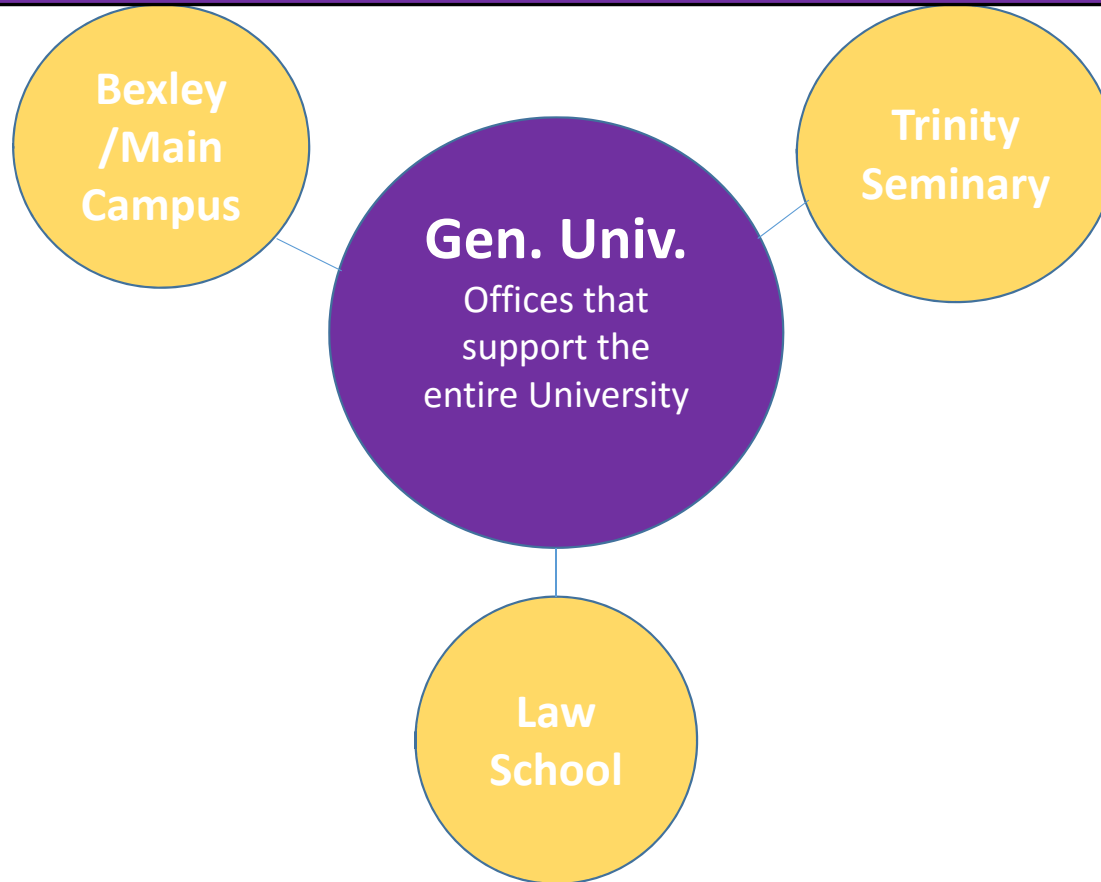 Bexley
/Main
Campus
Trinity
Seminary
Gen. Univ.
Offices that
support the
entire University
Law
School